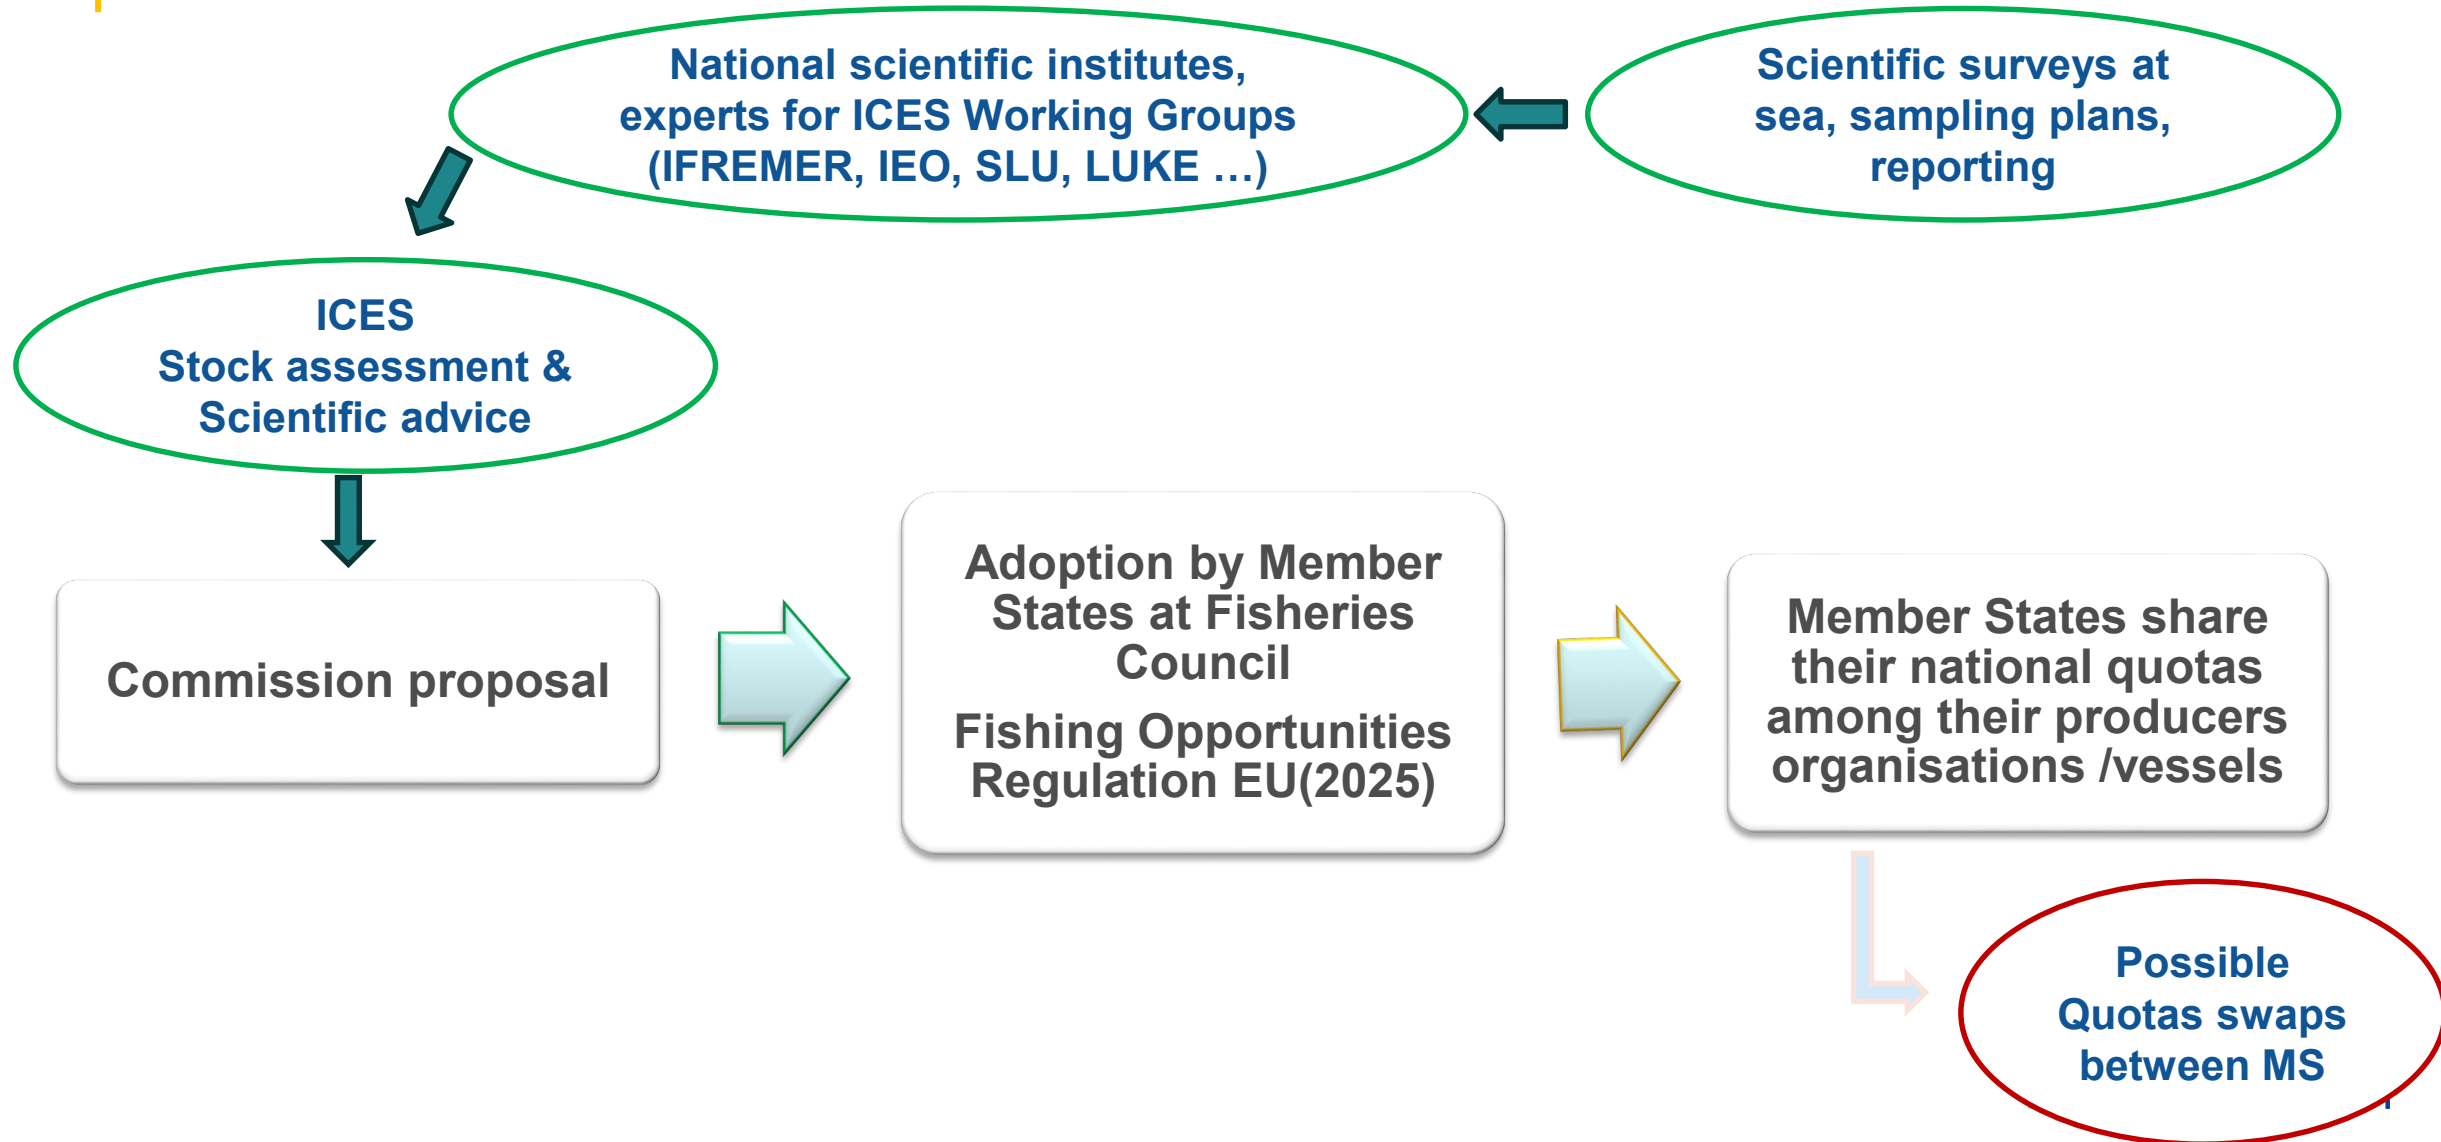 Scientific surveys at
sea, sampling plans,
reporting
National scientific institutes,
experts for ICES Working Groups
(IFREMER, IEO, SLU, LUKE …)
ICES
Stock assessment &
Scientific advice
Commission proposal
Adoption by Member
States at Fisheries
Council
Fishing Opportunities
Regulation EU(2025)
Member States share
their national quotas
among their producers
organisations /vessels
Possible
Quotas swaps
between MS